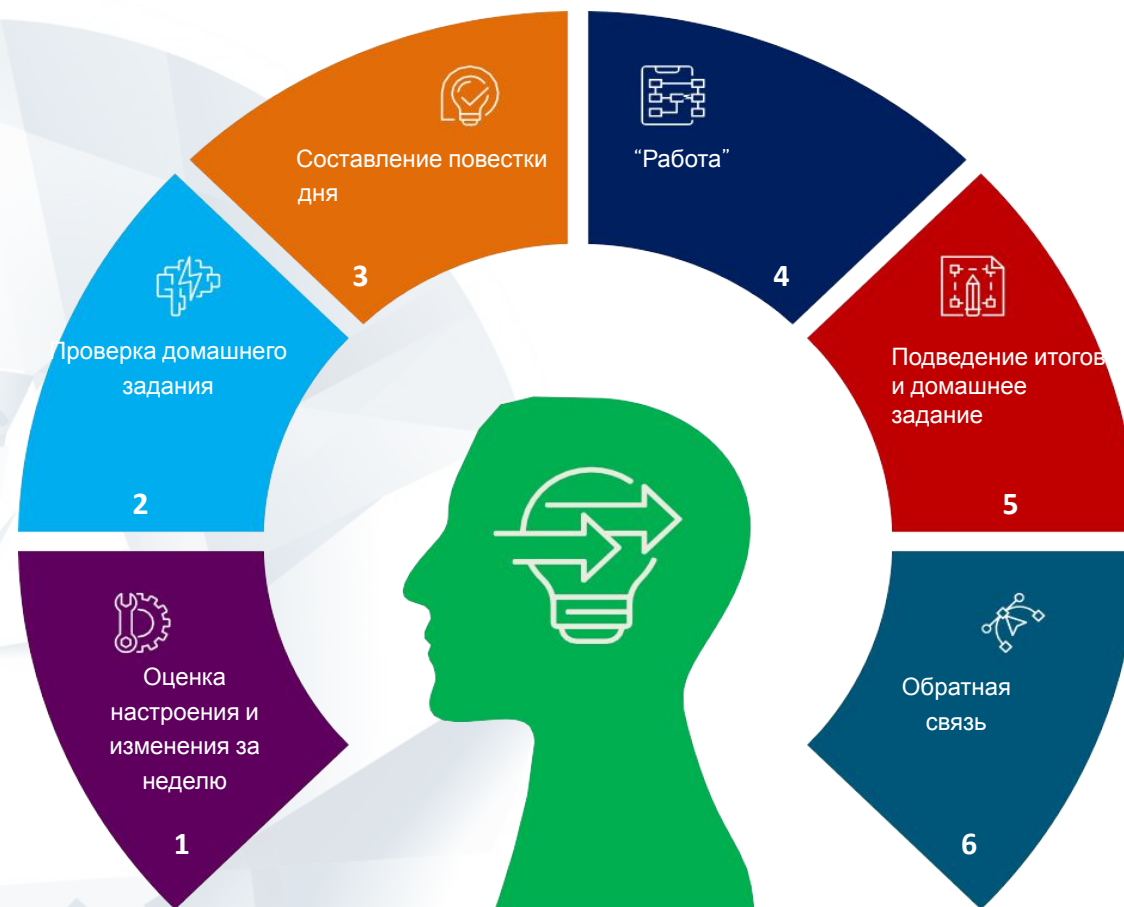 Оценка
настроения и
изменения за
неделю
1
Проверка домашнего
задания
2
Составление повестки
дня
3
“Работа”
4
Подведение итогов
и домашнее
задание
5
Обратная
связь
6